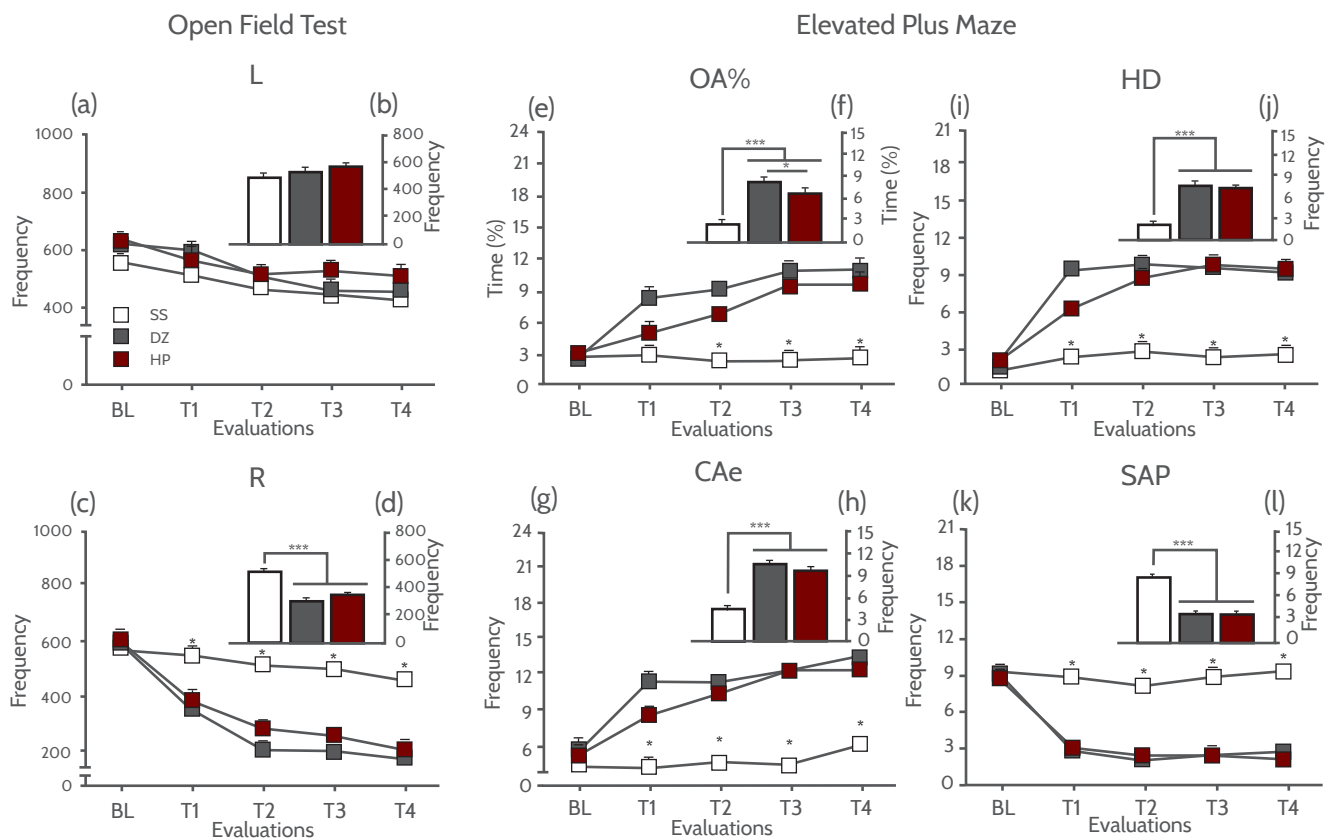 Open Field Test
Elevated Plus Maze
L
(a)
(b)
1000
800
600
400
0
Frequency
800
600
400
200
0
Frequency
SS
DZ
HP
BL T1 T2 T3 T4
Evaluations
OA%
(e)
(f)
24
21
18
15
12
9
6
3
0
Time (%)
15
12
9
6
3
0
Time (%)
***
*
* * *
BL T1 T2 T3 T4
Evaluations
HD
(i)
(j)
21
18
15
12
9
6
3
0
Frequency
15
12
9
6
3
0
Frequency
***
* * * *
BL T1 T2 T3 T4
Evaluations
R
(c)
(d)
1000
800
600
400
200
0
Frequency
800
600
400
200
0
Frequency
***
* * * *
BL T1 T2 T3 T4
Evaluations
CAe
(g)
(h)
24
21
18
15
12
6
0
Frequency
15
12
9
6
3
0
Frequency
***
* * * *
BL T1 T2 T3 T4
Evaluations
SAP
(k)
(l)
21
18
15
12
9
6
3
0
Frequency
15
12
9
6
3
0
Frequency
***
* * * *
BL T1 T2 T3 T4
Evaluations